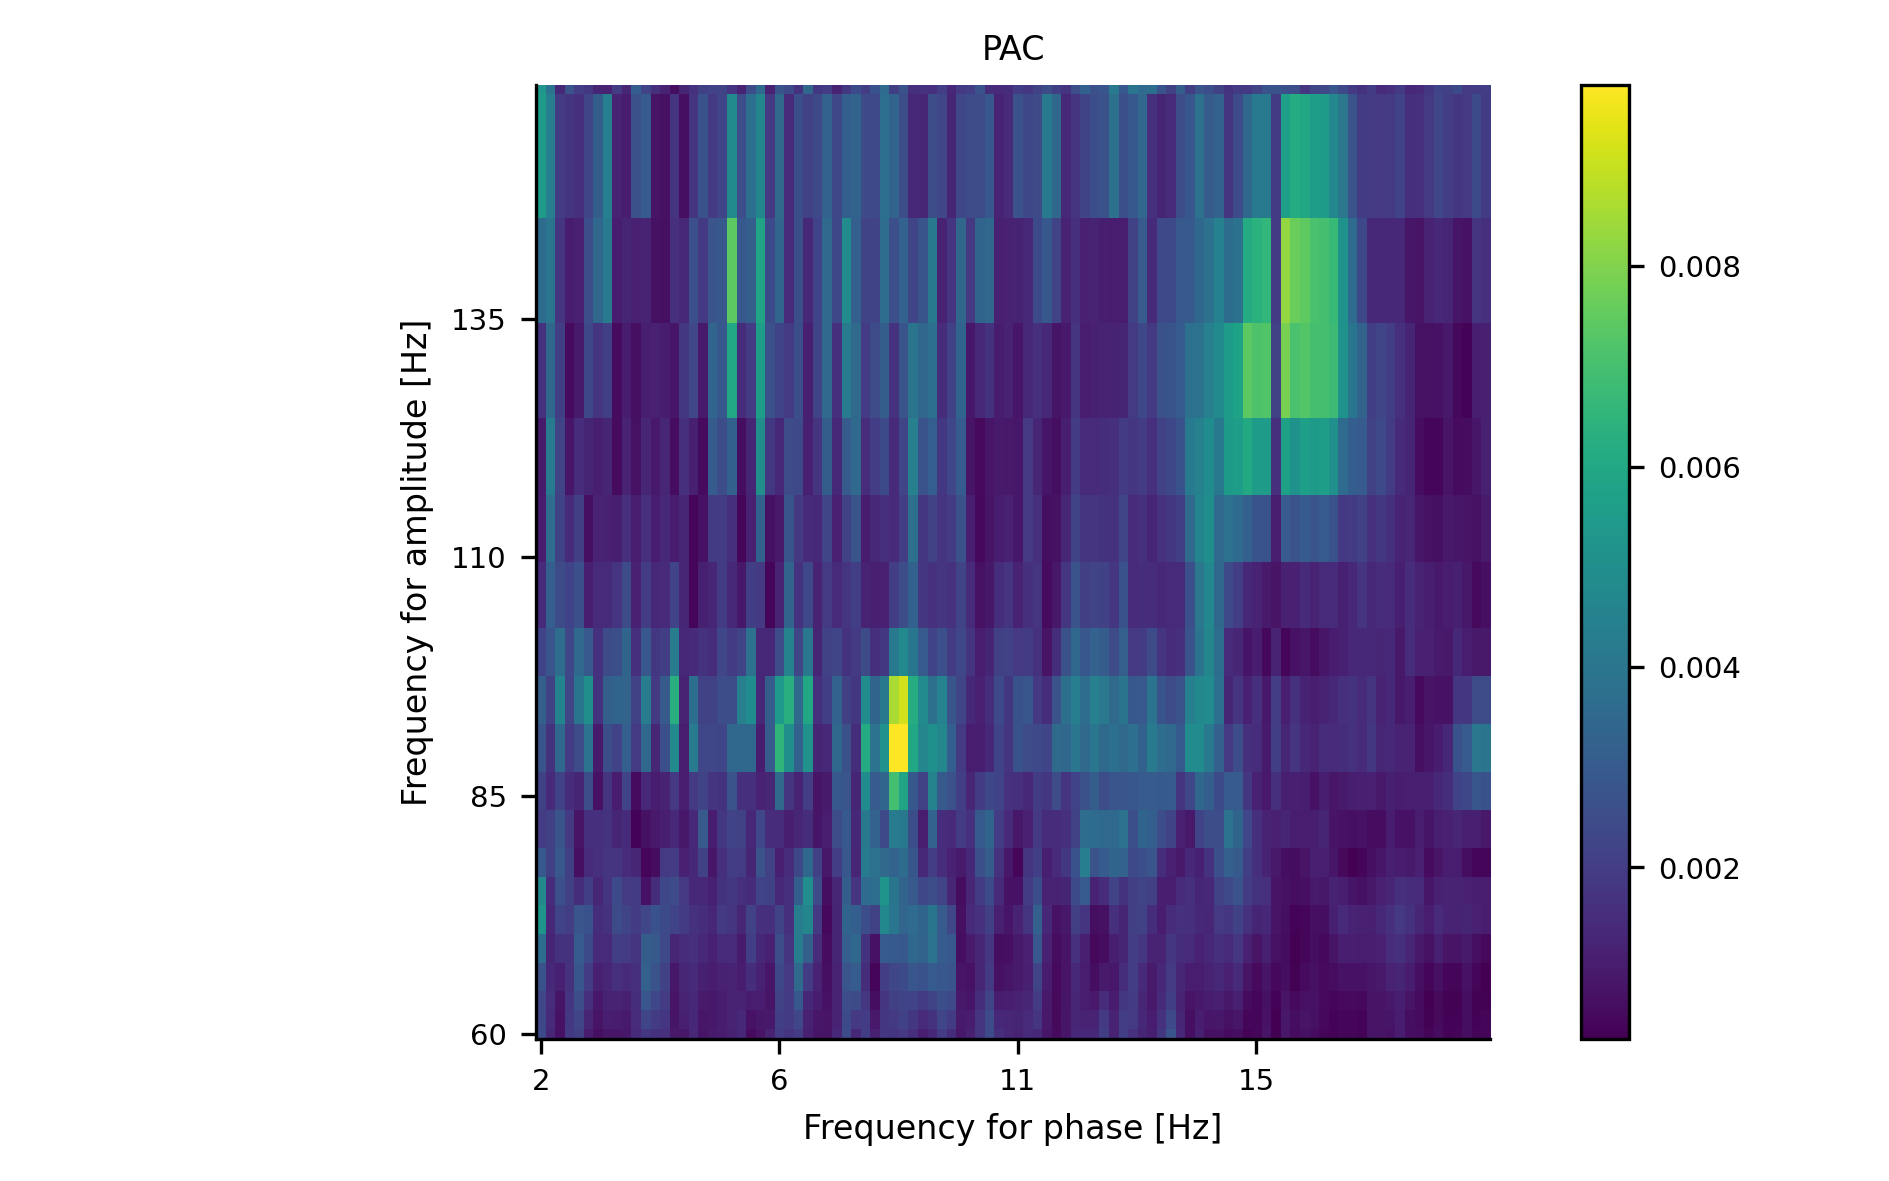 PAC
Frequency for amplitude [Hz]
135
110
85
60
2 6 11 15
Frequency for phase [Hz]
0.008
0.006
0.004
0.002